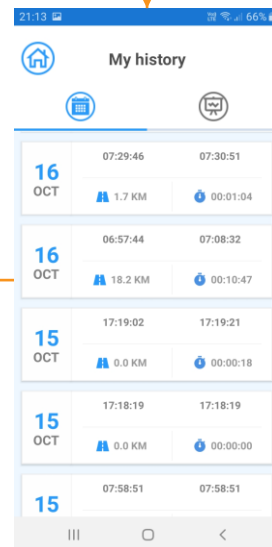 21:13 66%
My history
07:29:46 07:30:51
16
OCT
1.7 KM 00:01:04
06:57:44 07:08:32
16
OCT
18.2 KM 00:10:47
17:19:02 17:19:21
15
OCT
0.0 KM 00:00:18
17:18:19 17:18:19
15
OCT
0.0 KM 00:00:00
07:58:51 07:58:51
15